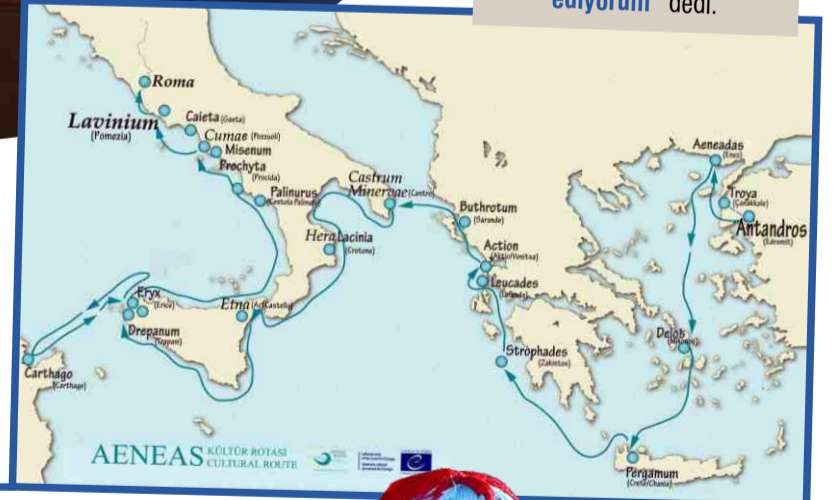 ediyorum" dedi.
Roma
Lavinium
(Pomezia)
Caieta (Gaeta)
Cumae (Pozzuoli)
Misenum
Prochyta
(Procida)
Palinurus
Castrum
Minervae (Castro)
Hera Lacinia
(Crotone)
Buthrotum
(Saranda)
Action
Leucades
Strophades
(Zakintos)
Aeneadas
(Enez)
Troya
(Çanakkale)
Antandros
(Edremit)
Delos
Pergamum
(Crete/Chania)
Eryx
(Erice)
Drepanum
(Trapani)
Etna
Carthago
(Carthage)
AENEAS KÜLTÜR ROTASI
CULTURAL ROUTE